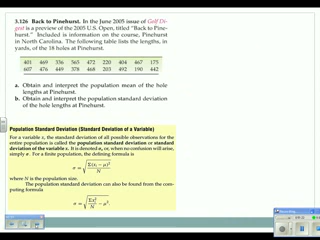 3.126 Back to Pinehurst. In the June 2005 issue of Golf Di-
gest is a preview of the 2005 U.S. Open, titled "Back to Pine-
hurst." Included is information on the course, Pinehurst
in North Carolina. The following table lists the lengths, in
yards, of the 18 holes at Pinehurst.
401 469 336 565 472 220 404 467 175
607 476 449 378 468 203 492 190 442
a. Obtain and interpret the population mean of the hole
lengths at Pinehurst.
b. Obtain and interpret the population standard deviation
of the hole lengths at Pinehurst.
Population Standard Deviation (Standard Deviation of a Variable)
For a variable x, the standard deviation of all possible observations for the
entire population is called the population standard deviation or standard
deviation of the variable x. It is denoted σx or, when no confusion will arise,
simply σ. For a finite population, the defining formula is
σ = √(Σ(xi − μ)²/N)
where N is the population size.
The population standard deviation can also be found from the com-
puting formula
σ = √(Σxi²/N − μ²).